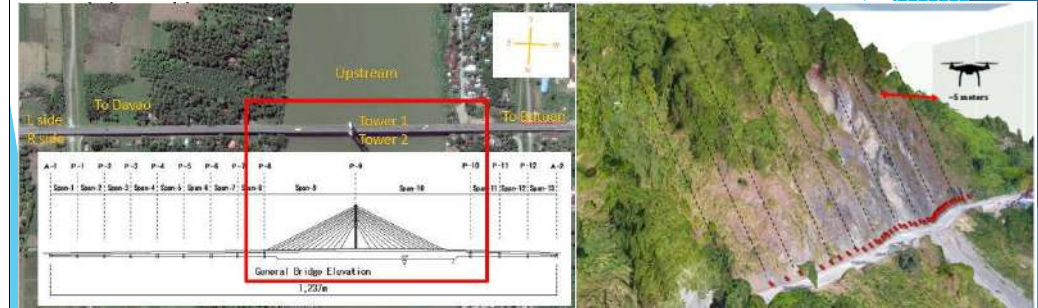 Upstream
To Davao
L side
Tower 1
To Butuan
R side
Tower 2
A-1 P-1 P-2 P-3 P-4 P-5 P-6 P-7 P-8 P-9 P-10 P-11 P-12 A-2
Span-1 Span-2 Span-3 Span-4 Span-5 Span-6 Span-7 Span-8 Span-9 Span-10 Span-11 Span-12 Span-13
General Bridge Elevation
1,237m
~5 meters